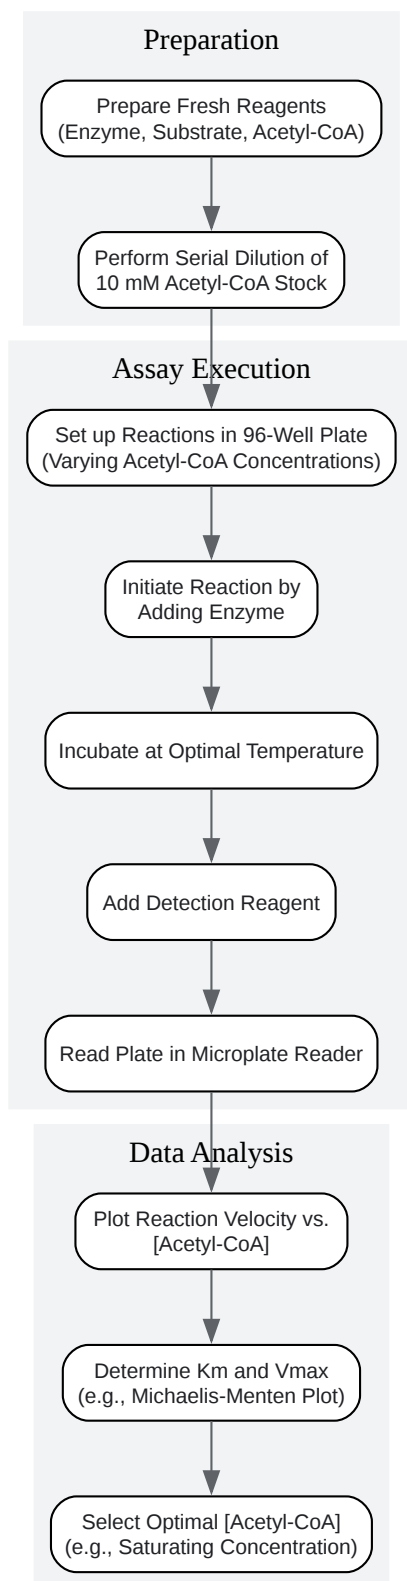 Preparation
Prepare Fresh Reagents
(Enzyme, Substrate, Acetyl-CoA)
Perform Serial Dilution of
10 mM Acetyl-CoA Stock
Assay Execution
Set up Reactions in 96-Well Plate
(Varying Acetyl-CoA Concentrations)
Initiate Reaction by
Adding Enzyme
Incubate at Optimal Temperature
Add Detection Reagent
Read Plate in Microplate Reader
Data Analysis
Plot Reaction Velocity vs.
[Acetyl-CoA]
Determine Km and Vmax
(e.g., Michaelis-Menten Plot)
Select Optimal [Acetyl-CoA]
(e.g., Saturating Concentration)